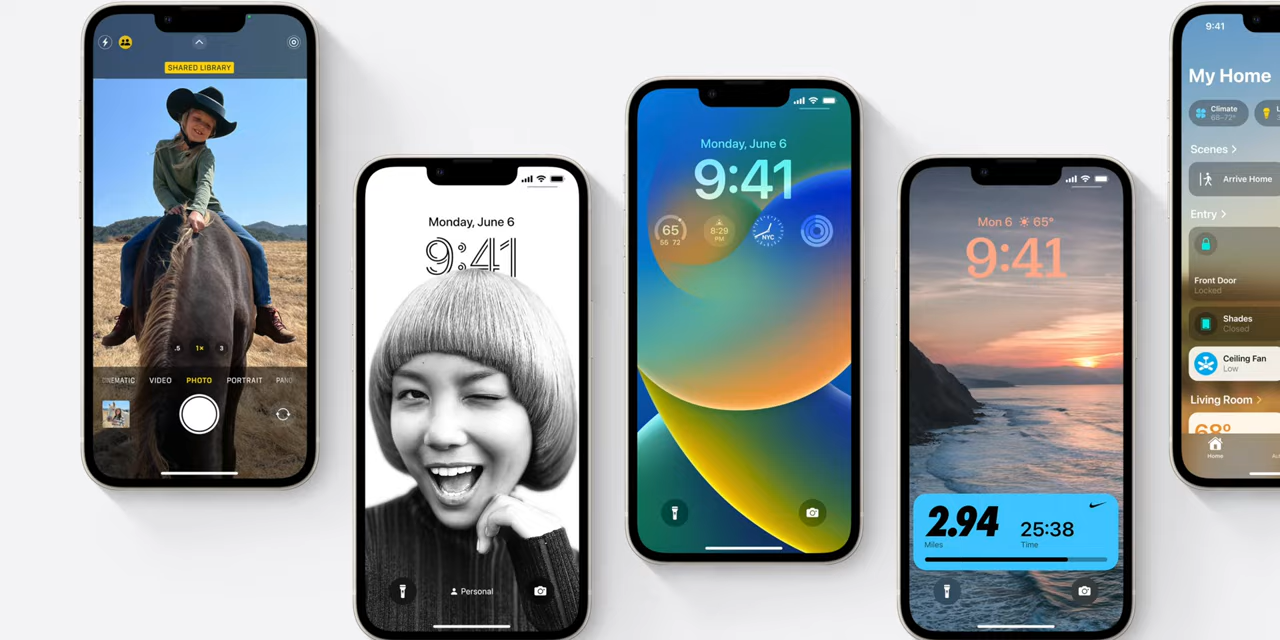 SHARED LIBRARY
.5 1× 3
VIDEO PHOTO PORTRAIT PANO
Monday, June 6
9:41
Personal
Monday, June 6
9:41
65
56 72
8:29
PM
NYC
Mon 6 65°
9:41
2.94 25:38
Miles Time
9:41
My Home
Climate
68–72°
Scenes >
Arrive Home
Entry >
Front Door
Locked
Shades
Closed
Ceiling Fan
Low
Living Room >
68°
Home